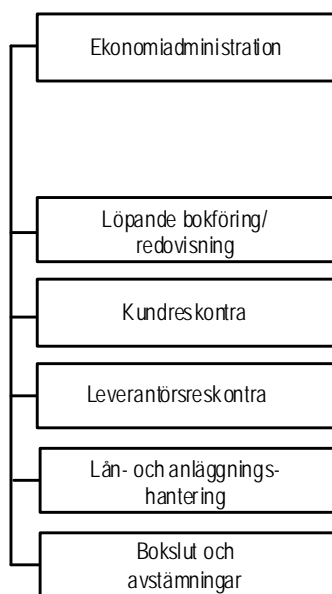 Ekonomiadministration
Löpande bokföring/
redovisning
Kundreskontra
Leverantörsreskontra
Lån- och anläggnings-
hantering
Bokslut och
avstämningar